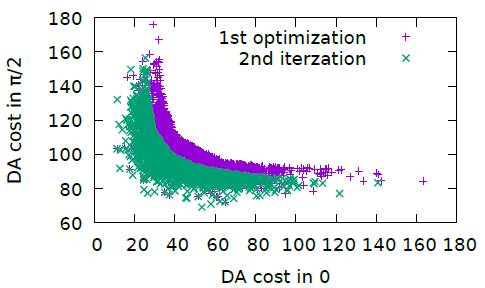 180
160
140
120
100
80
60
0 20 40 60 80 100 120 140 160 180
DA cost in π/2
DA cost in 0
1st optimization
2nd iterzation